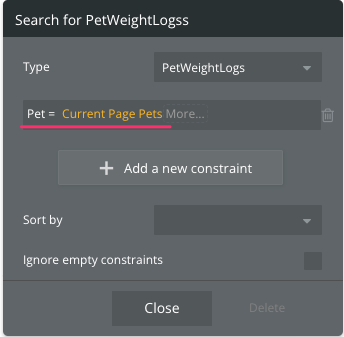 Search for PetWeightLogss
Type PetWeightLogs
Pet = Current Page Pets More...
Add a new constraint
Sort by
Ignore empty constraints
Close Delete